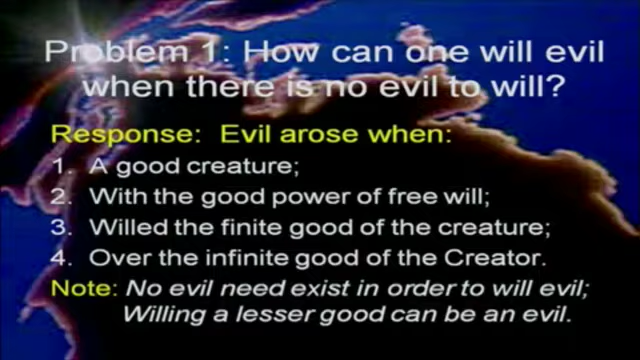 Problem 1: How can one will evil
when there is no evil to will?
Response: Evil arose when:
1. A good creature;
2. With the good power of free will;
3. Willed the finite good of the creature;
4. Over the infinite good of the Creator.
Note: No evil need exist in order to will evil;
Willing a lesser good can be an evil.